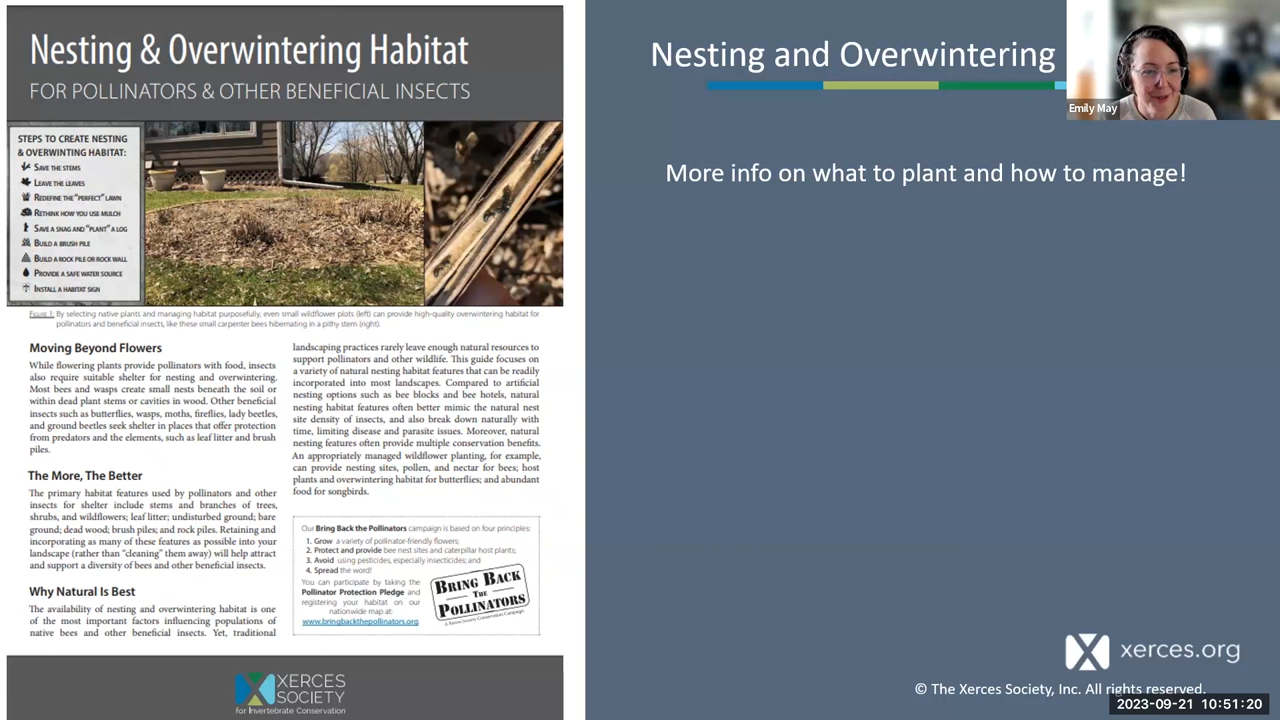 Nesting & Overwintering Habitat
FOR POLLINATORS & OTHER BENEFICIAL INSECTS
STEPS TO CREATE NESTING
& OVERWINTING HABITAT:
SAVE THE STEMS
LEAVE THE LEAVES
REDEFINE THE "PERFECT" LAWN
RETHINK HOW YOU USE MULCH
SAVE A SNAG AND "PLANT" A LOG
BUILD A BRUSH PILE
BUILD A ROCK PILE OR ROCK WALL
PROVIDE A SAFE WATER SOURCE
INSTALL A HABITAT SIGN
FIGURE 1: By selecting native plants and managing habitat purposefully, even small wildflower plots (left) can provide high-quality overwintering habitat for
pollinators and beneficial insects, like these small carpenter bees hibernating in a pithy stem (right).
Moving Beyond Flowers
While flowering plants provide pollinators with food, insects
also require suitable shelter for nesting and overwintering.
Most bees and wasps create small nests beneath the soil or
within dead plant stems or cavities in wood. Other beneficial
insects such as butterflies, wasps, moths, fireflies, lady beetles,
and ground beetles seek shelter in places that offer protection
from predators and the elements, such as leaf litter and brush
piles.
The More, The Better
The primary habitat features used by pollinators and other
insects for shelter include stems and branches of trees,
shrubs, and wildflowers; leaf litter; undisturbed ground; bare
ground; dead wood; brush piles; and rock piles. Retaining and
incorporating as many of these features as possible into your
landscape (rather than "cleaning" them away) will help attract
and support a diversity of bees and other beneficial insects.
Why Natural Is Best
The availability of nesting and overwintering habitat is one
of the most important factors influencing populations of
native bees and other beneficial insects. Yet, traditional
landscaping practices rarely leave enough natural resources to
support pollinators and other wildlife. This guide focuses on
a variety of natural nesting habitat features that can be readily
incorporated into most landscapes. Compared to artificial
nesting options such as bee blocks and bee hotels, natural
nesting habitat features often better mimic the natural nest
site density of insects, and also break down naturally with
time, limiting disease and parasite issues. Moreover, natural
nesting features often provide multiple conservation benefits.
An appropriately managed wildflower planting, for example,
can provide nesting sites, pollen, and nectar for bees; host
plants and overwintering habitat for butterflies; and abundant
food for songbirds.
Our Bring Back the Pollinators campaign is based on four principles:
1. Grow a variety of pollinator-friendly flowers;
2. Protect and provide bee nest sites and caterpillar host plants;
3. Avoid using pesticides, especially insecticides; and
4. Spread the word!
You can participate by taking the
Pollinator Protection Pledge and
registering your habitat on our
nationwide map at:
www.bringbackthepollinators.org
BRING BACK
THE
POLLINATORS
A Xerces Society Conservation Campaign
XERCES
SOCIETY
for Invertebrate Conservation
Nesting and Overwintering
Emily May
More info on what to plant and how to manage!
xerces.org
© The Xerces Society, Inc. All rights reserved.
2023-09-21 10:51:20